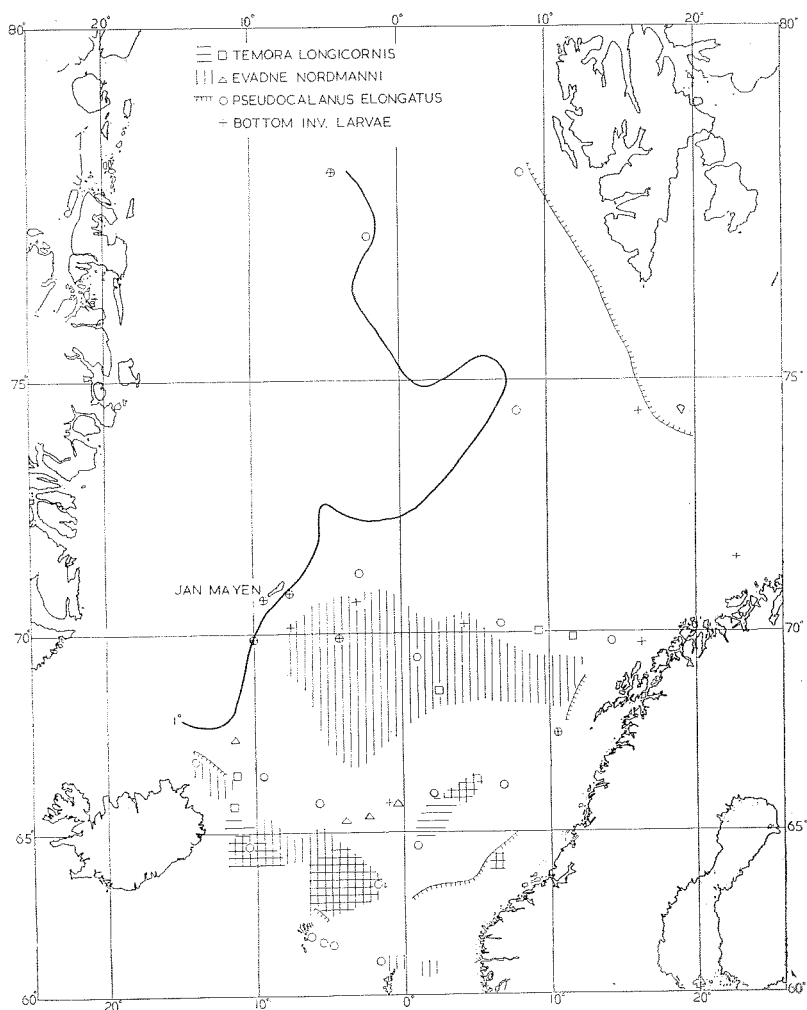 20° 10° 0° 10° 20°
80° 80°
TEMORA LONGICORNIS
EVADNE NORDMANNI
PSEUDOCALANUS ELONGATUS
BOTTOM INV. LARVAE
75° 75°
JAN MAYEN
70° 70°
1°
65° 65°
60° 60°
20° 10° 0° 10° 20°